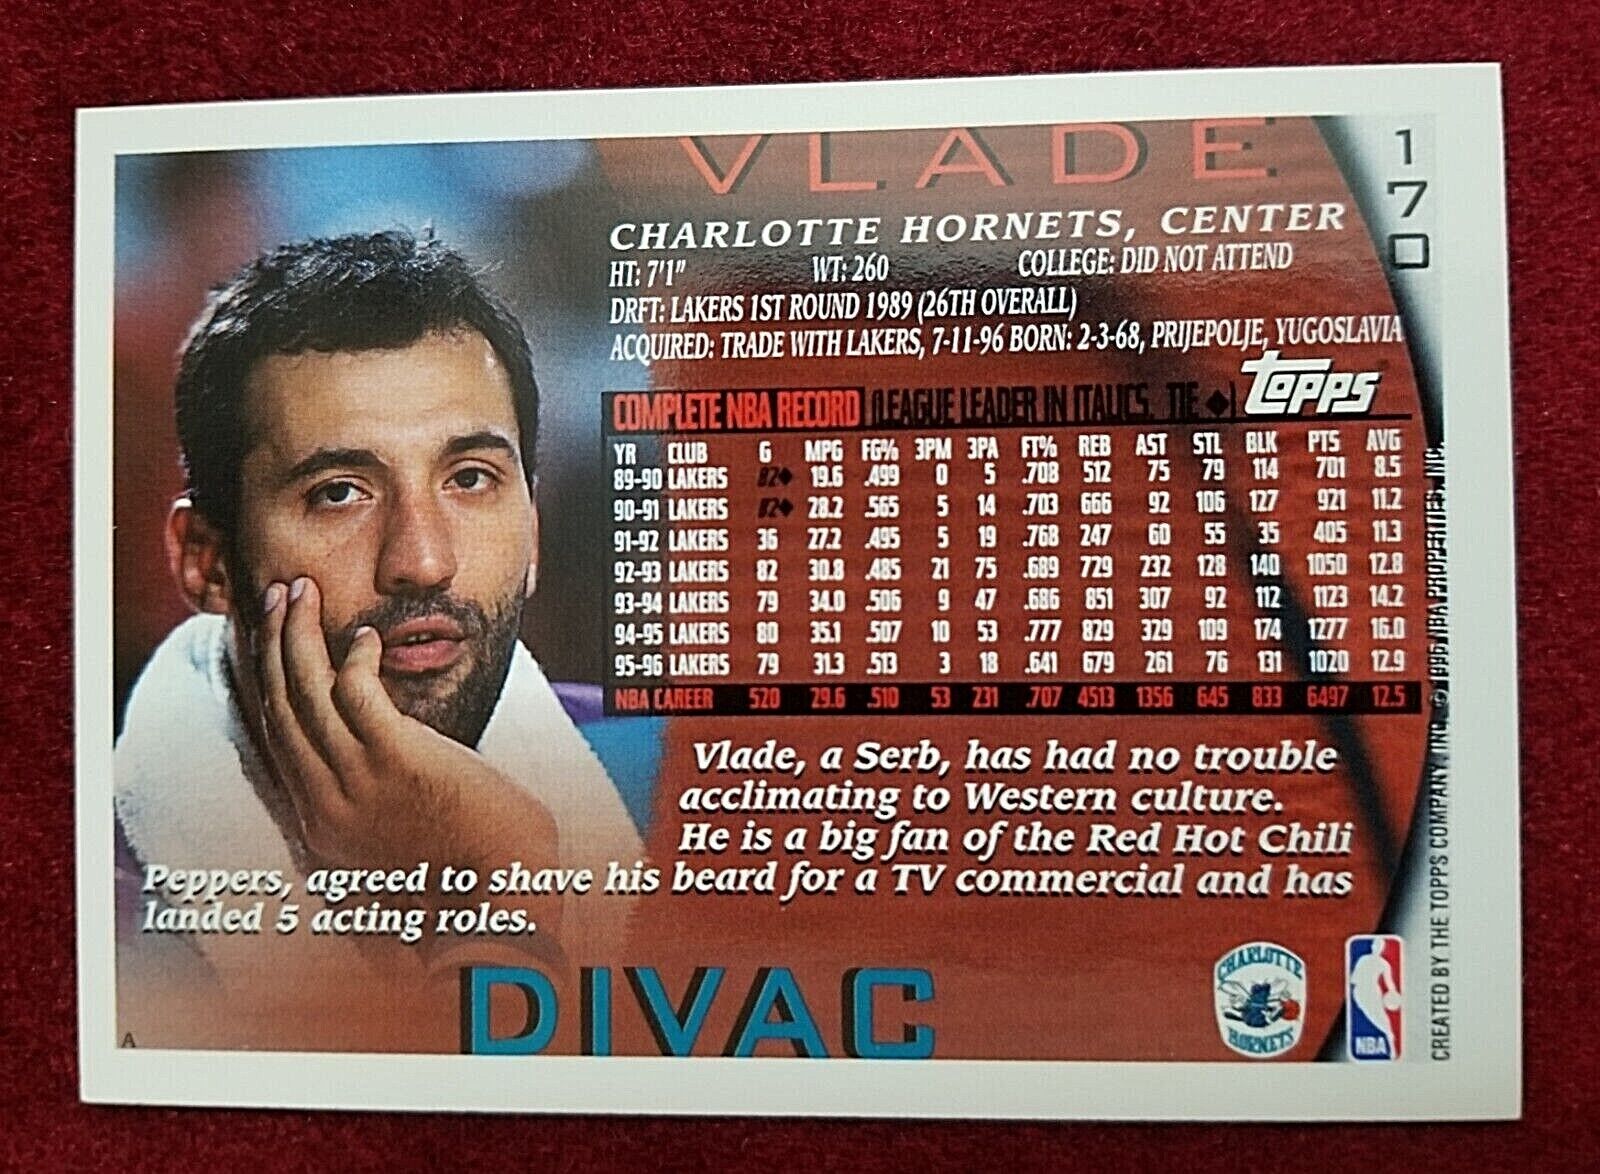 VLADE
170
CHARLOTTE HORNETS, CENTER
HT: 7'1" WT: 260 COLLEGE: DID NOT ATTEND
DRFT: LAKERS 1ST ROUND 1989 (26TH OVERALL)
ACQUIRED: TRADE WITH LAKERS, 7-11-96 BORN: 2-3-68, PRIJEPOLJE, YUGOSLAVIA
Topps
COMPLETE NBA RECORD (LEAGUE LEADER IN ITALICS, TIE ◆)
YR CLUB G MPG FG% 3PM 3PA FT% REB AST STL BLK PTS AVG
89-90 LAKERS 82◆ 19.6 .499 0 5 .708 512 75 79 114 701 8.5
90-91 LAKERS 82◆ 28.2 .565 5 14 .703 666 92 106 127 921 11.2
91-92 LAKERS 36 27.2 .495 5 19 .768 247 60 55 35 405 11.3
92-93 LAKERS 82 30.8 .485 21 75 .689 729 232 128 140 1050 12.8
93-94 LAKERS 79 34.0 .506 9 47 .686 851 307 92 112 1123 14.2
94-95 LAKERS 80 35.1 .507 10 53 .777 829 329 109 174 1277 16.0
95-96 LAKERS 79 31.3 .513 3 18 .641 679 261 76 131 1020 12.9
NBA CAREER 520 29.6 .510 53 231 .707 4513 1356 645 833 6497 12.5
Vlade, a Serb, has had no trouble
acclimating to Western culture.
He is a big fan of the Red Hot Chili
Peppers, agreed to shave his beard for a TV commercial and has
landed 5 acting roles.
DIVAC
CHARLOTTE
HORNETS
NBA
A
CREATED BY THE TOPPS COMPANY, INC. © 1996 NBA PROPERTIES, INC.